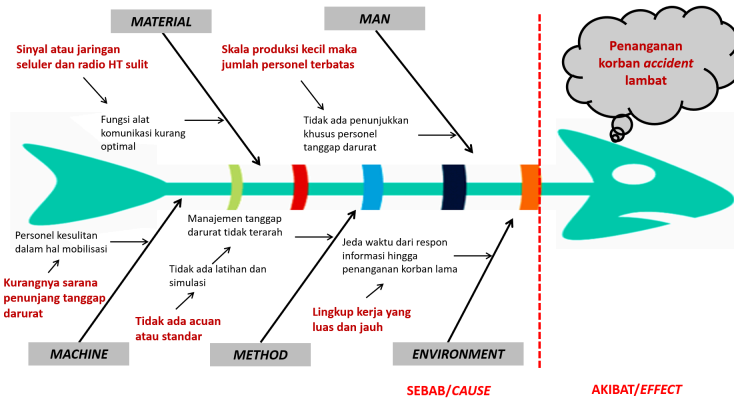 MATERIAL
MAN
Sinyal atau jaringan
seluler dan radio HT sulit
Skala produksi kecil maka
jumlah personel terbatas
Penanganan
korban accident
lambat
Fungsi alat
komunikasi kurang
optimal
Tidak ada penunjukkan
khusus personel
tanggap darurat
Personel kesulitan
dalam hal mobilisasi
Manajemen tanggap
darurat tidak terarah
Jeda waktu dari respon
informasi hingga
penanganan korban lama
Tidak ada latihan dan
simulasi
Kurangnya sarana
penunjang tanggap
darurat
Tidak ada acuan
atau standar
Lingkup kerja yang
luas dan jauh
MACHINE
METHOD
ENVIRONMENT
SEBAB/CAUSE
AKIBAT/EFFECT